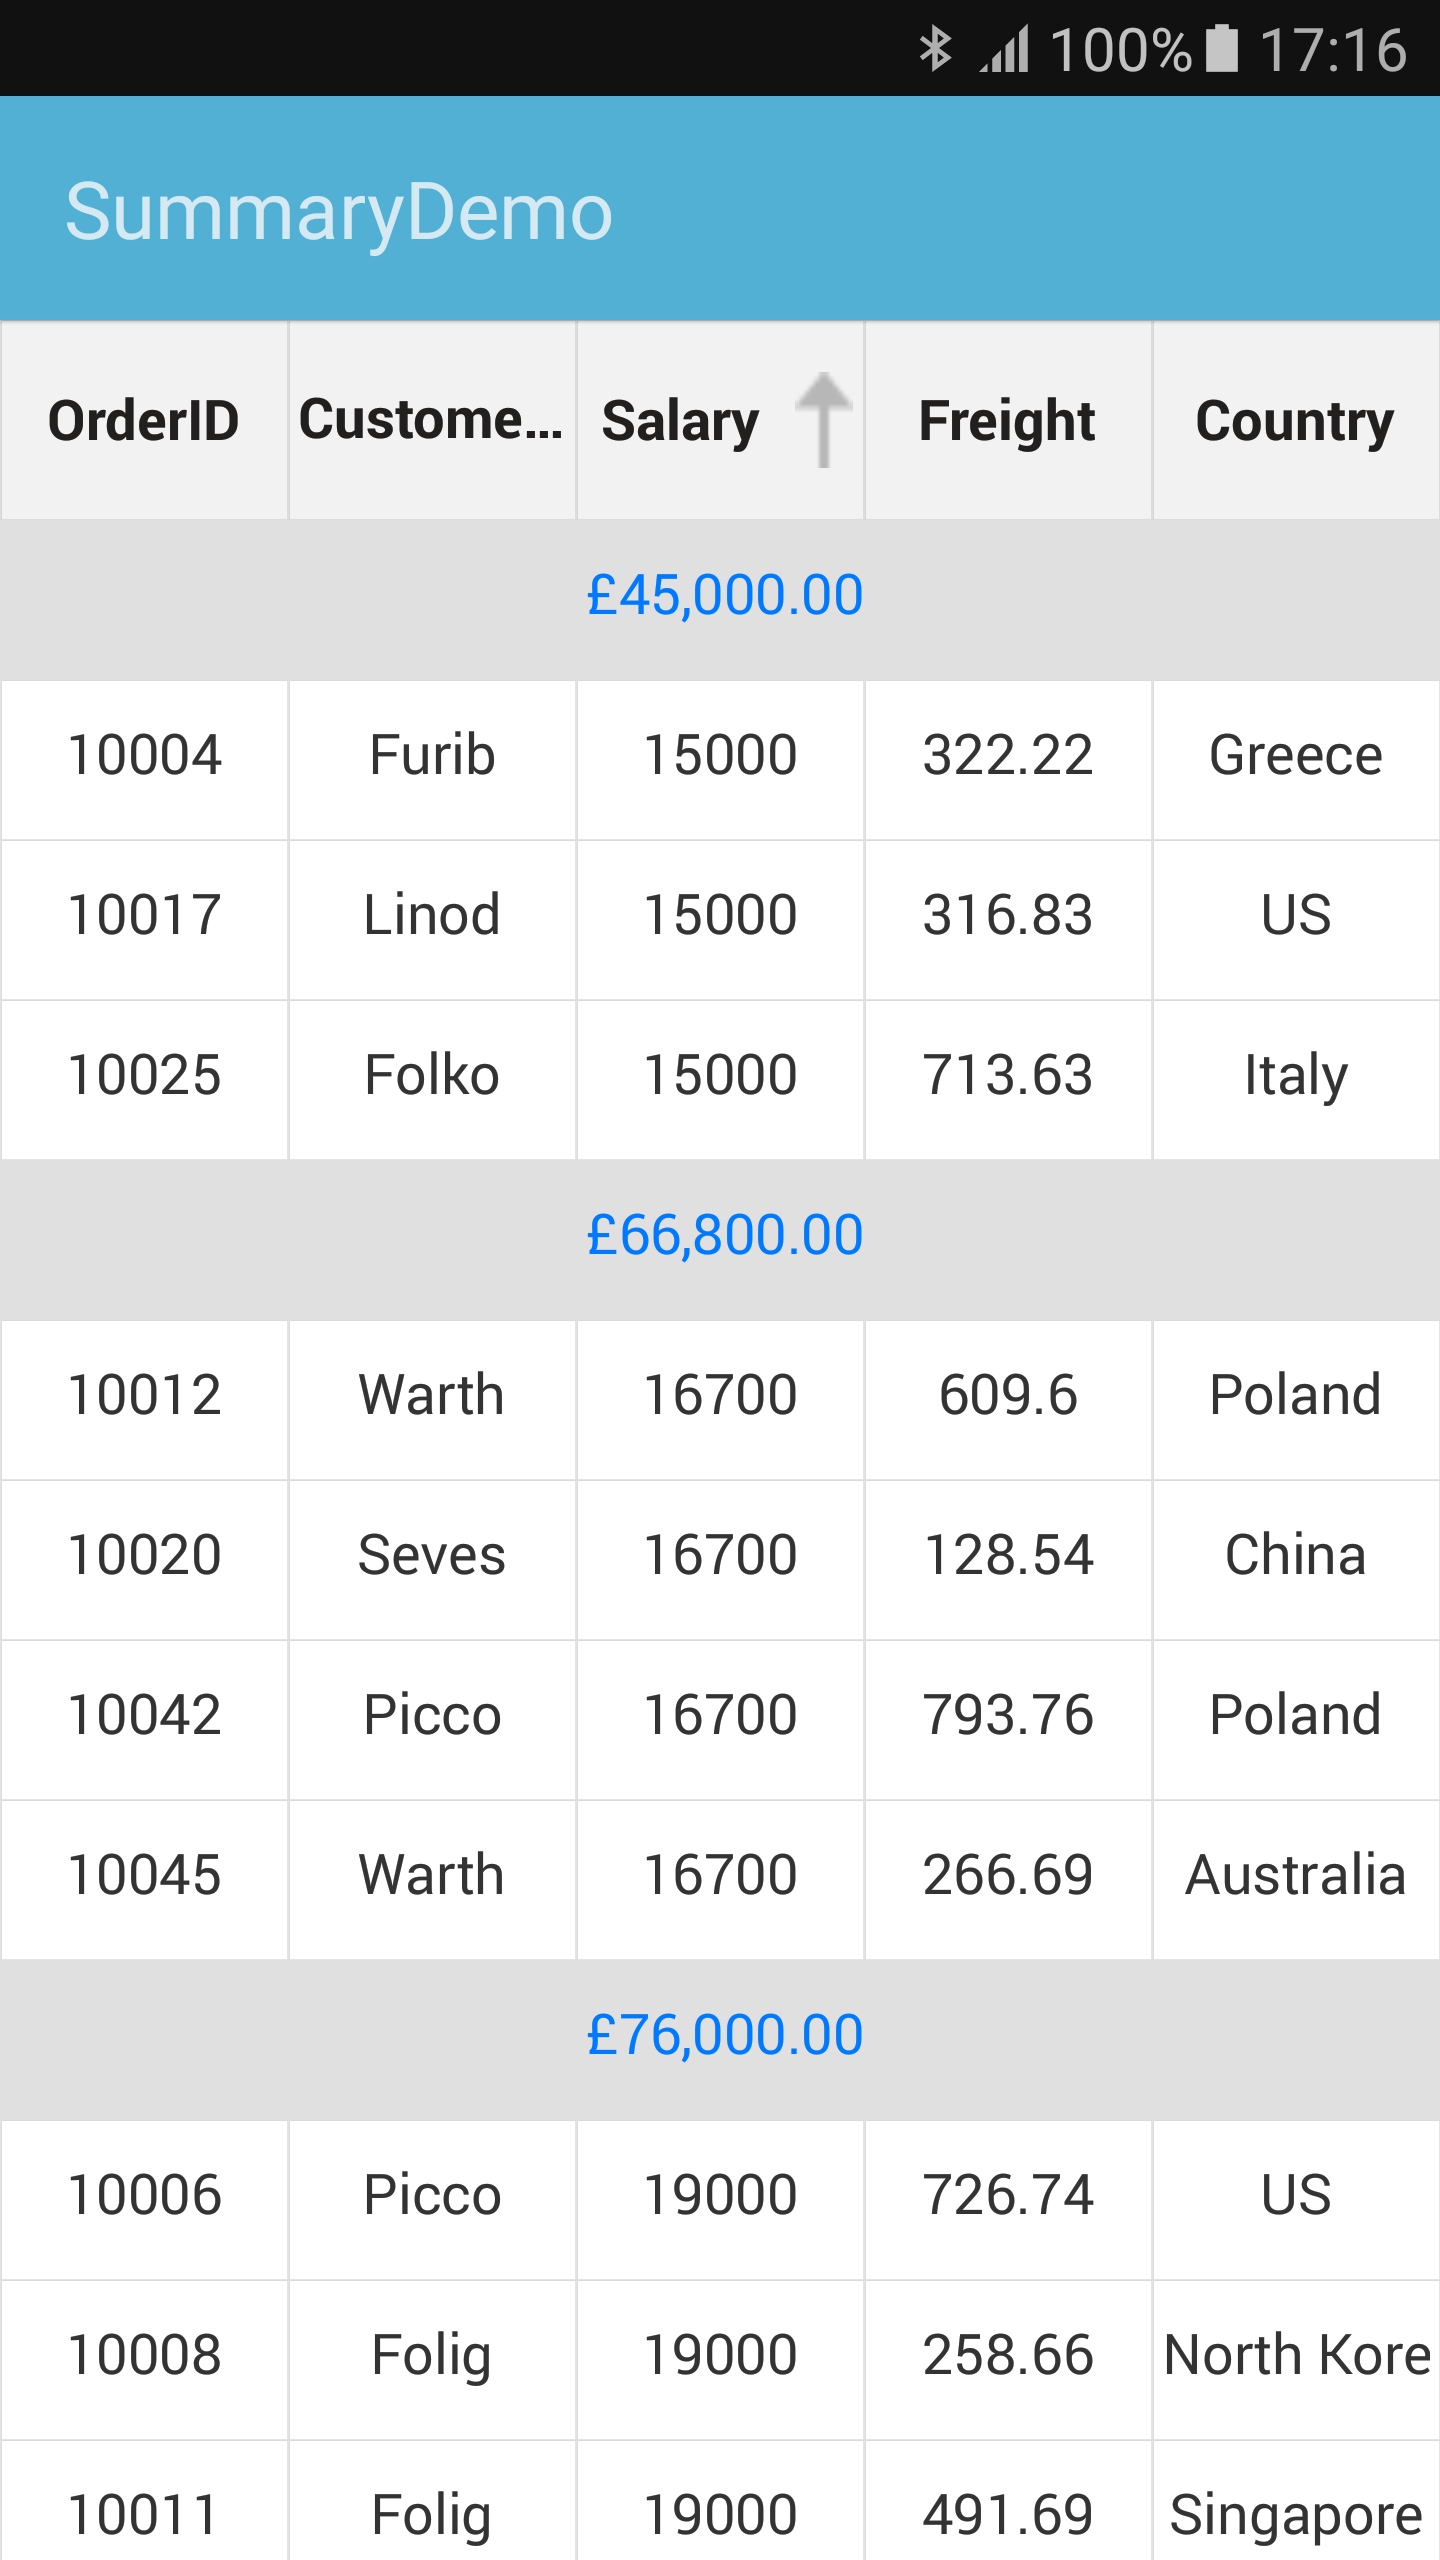 100% 17:16
SummaryDemo
OrderID Custome... Salary Freight Country
£45,000.00
10004 Furib 15000 322.22 Greece
10017 Linod 15000 316.83 US
10025 Folko 15000 713.63 Italy
£66,800.00
10012 Warth 16700 609.6 Poland
10020 Seves 16700 128.54 China
10042 Picco 16700 793.76 Poland
10045 Warth 16700 266.69 Australia
£76,000.00
10006 Picco 19000 726.74 US
10008 Folig 19000 258.66 North Kore
10011 Folig 19000 491.69 Singapore